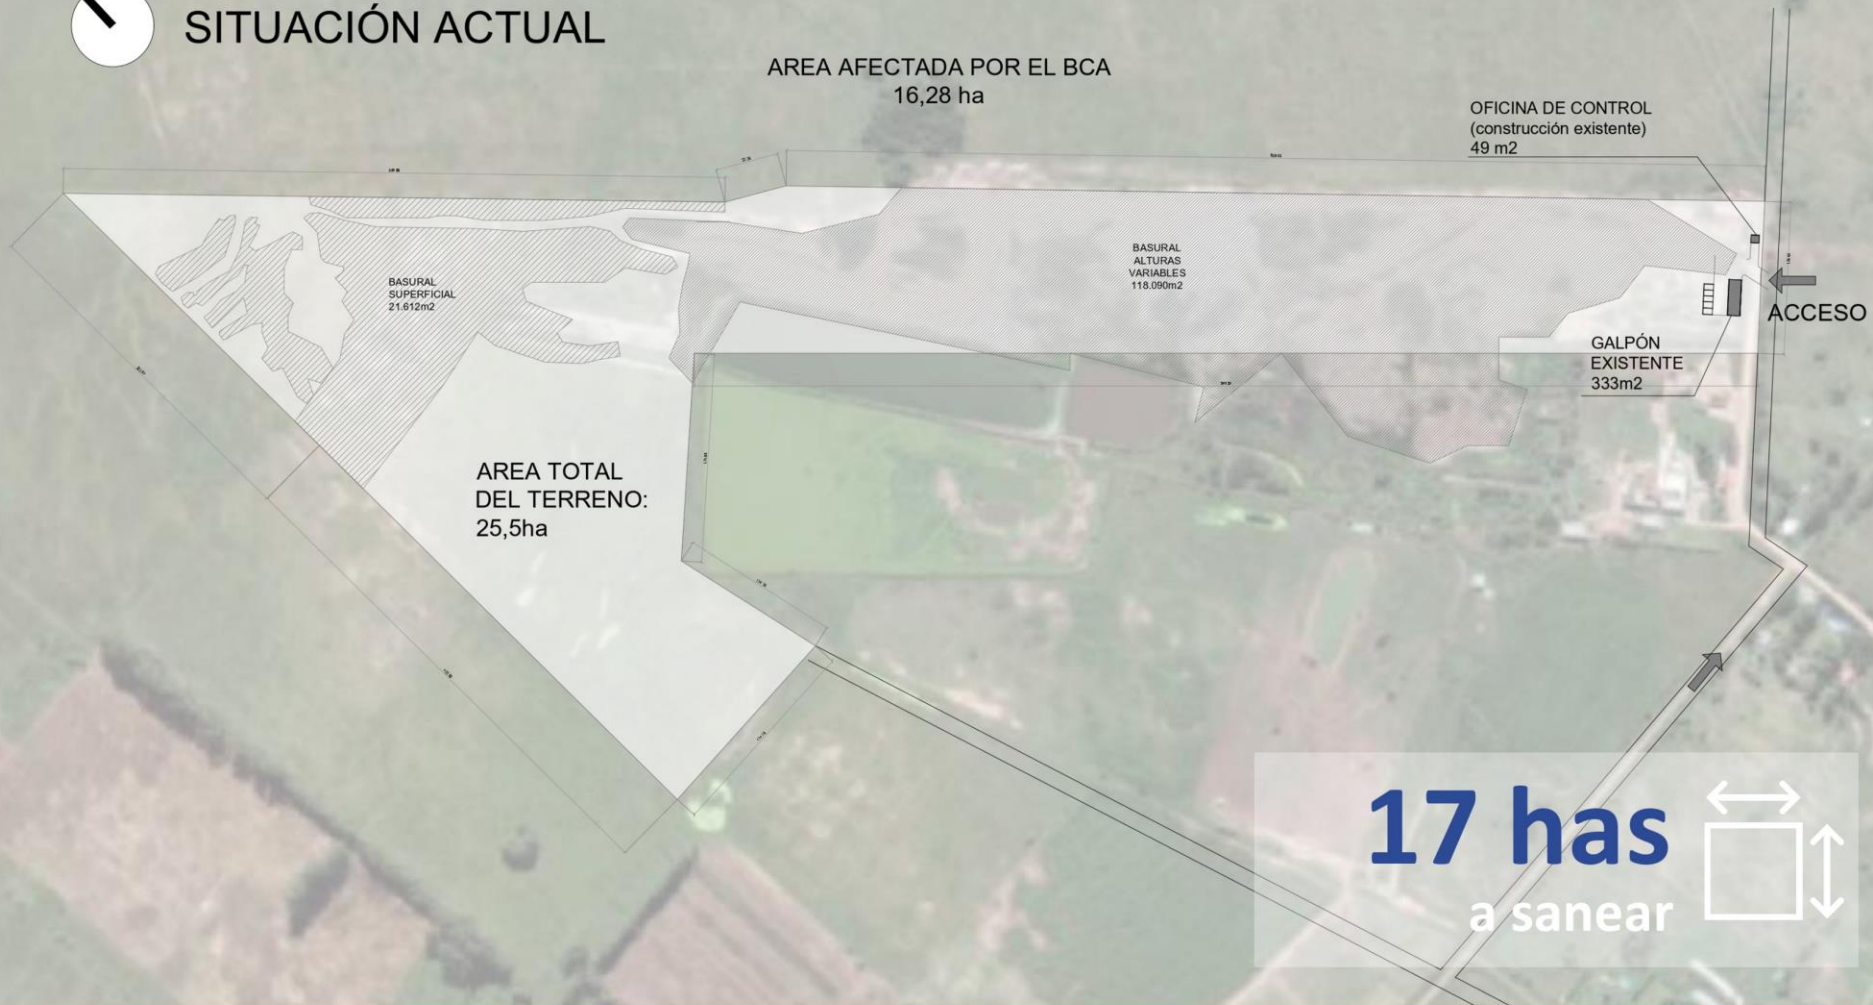 SITUACIÓN ACTUAL
AREA AFECTADA POR EL BCA
16,28 ha
OFICINA DE CONTROL
(construcción existente)
49 m2
BASURAL
SUPERFICIAL
21.612m2
BASURAL
ALTURAS
VARIABLES
118.090m2
ACCESO
GALPÓN
EXISTENTE
333m2
AREA TOTAL
DEL TERRENO:
25,5ha
17 has
a sanear